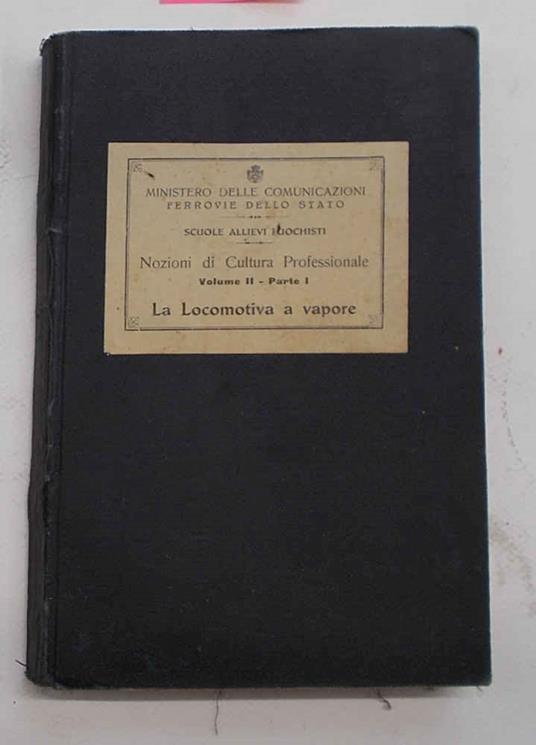 MINISTERO DELLE COMUNICAZIONI
FERROVIE DELLO STATO
SCUOLE ALLIEVI FUOCHISTI
Nozioni di Cultura Professionale
Volume II - Parte I
La Locomotiva a vapore